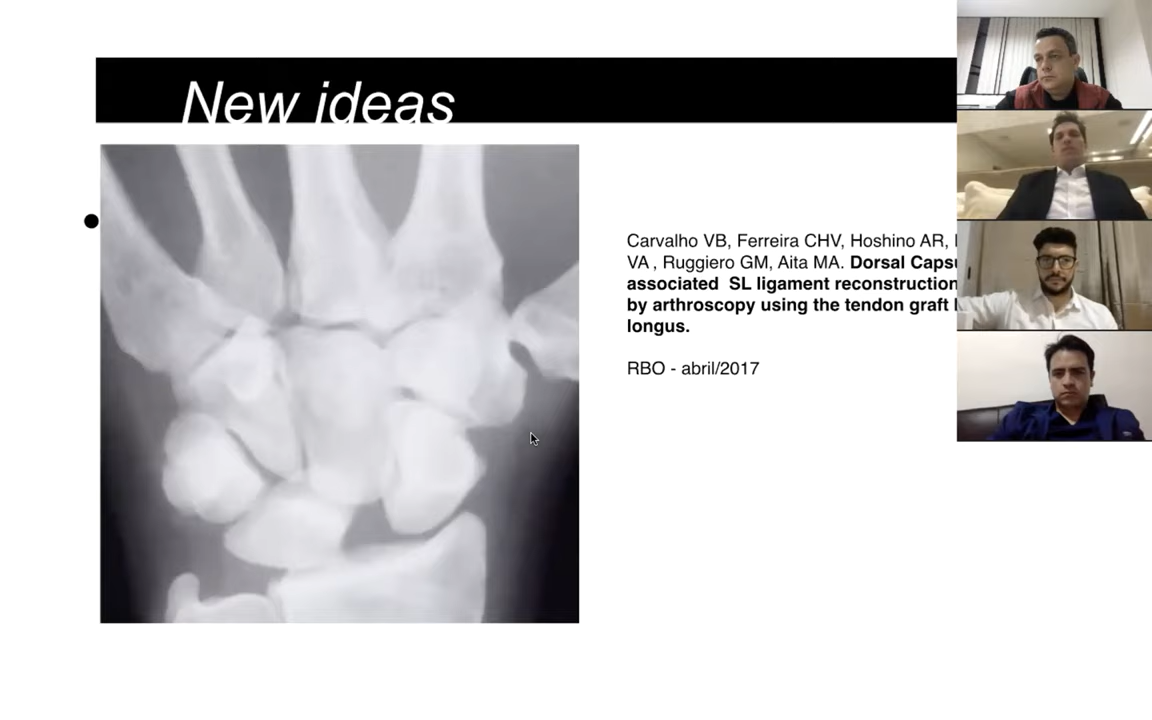 New ideas
Carvalho VB, Ferreira CHV, Hoshino AR,
VA , Ruggiero GM, Aita MA. Dorsal
associated SL ligament reconstruction
by arthroscopy using the tendon graft
longus.
RBO - abril/2017